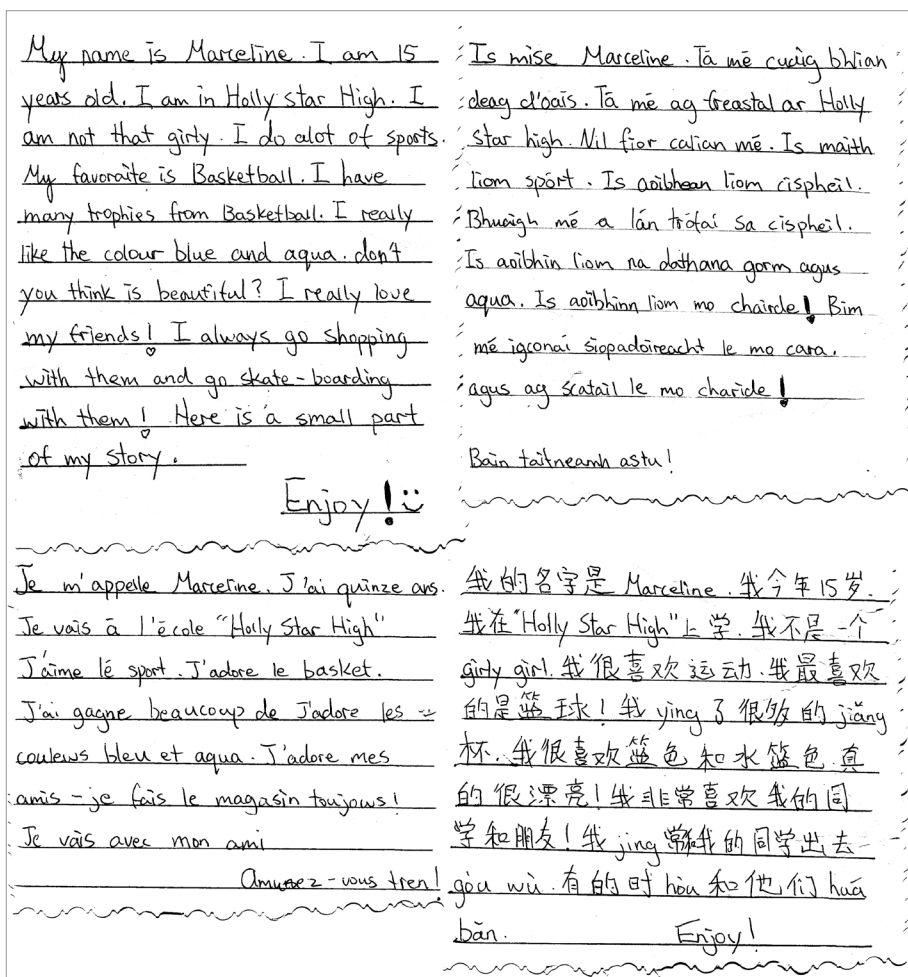 My name is Marceline. I am 15
years old. I am in Holly star High. I
am not that girly. I do alot of sports.
My favoraite is Basketball. I have
many trophies from Basketball. I really
like the colour blue and aqua. don't
you think is beautiful? I really love
my friends! I always go shopping
with them and go skate-boarding
with them! Here is a small part
of my story.
Enjoy!
Is mise Marceline. Tá mé cuúig bhlian
deag d'oais. Tá mé ag freastal ar Holly
star high. Nil fior calian mé. Is maith
liom spórt. Is aoibhean liom cispheil.
Bhuaigh mé a lán trófaí sa cispheil.
Is aoibhin liom na dathana gorm agus
aqua. Is aoibhinn liom mo chairde! Bim
mé igconaí siopadóireacht le mo cara.
agus ag scátail le mo charide!
Bain taitneamh astu!
Je m'appelle Marceline. J'ai quinze ans.
Je vais à l'école "Holly Star High"
J'aime lé sport. J'adore le basket.
J'ai gagne beaucoup de J'adore les
couleurs bleu et aqua. J'adore mes
amis - je fais le magasin toujours!
Je vais avec mon ami
-vous tren!
我的名字是 Marceline. 我今年15岁.
我在"Holly Star High"上学. 我不是一个
girly girl. 我很喜欢运动. 我最喜欢
的是篮球! 我 yíng 了很多的 jiǎng
杯. 我很喜欢篮色和水篮色. 真
的很漂亮! 我非常喜欢我的同
学和朋友! 我 jing 常和我的同学出去
gòu wù. 有的时 hòu 和他们 huá
bǎn. Enjoy!